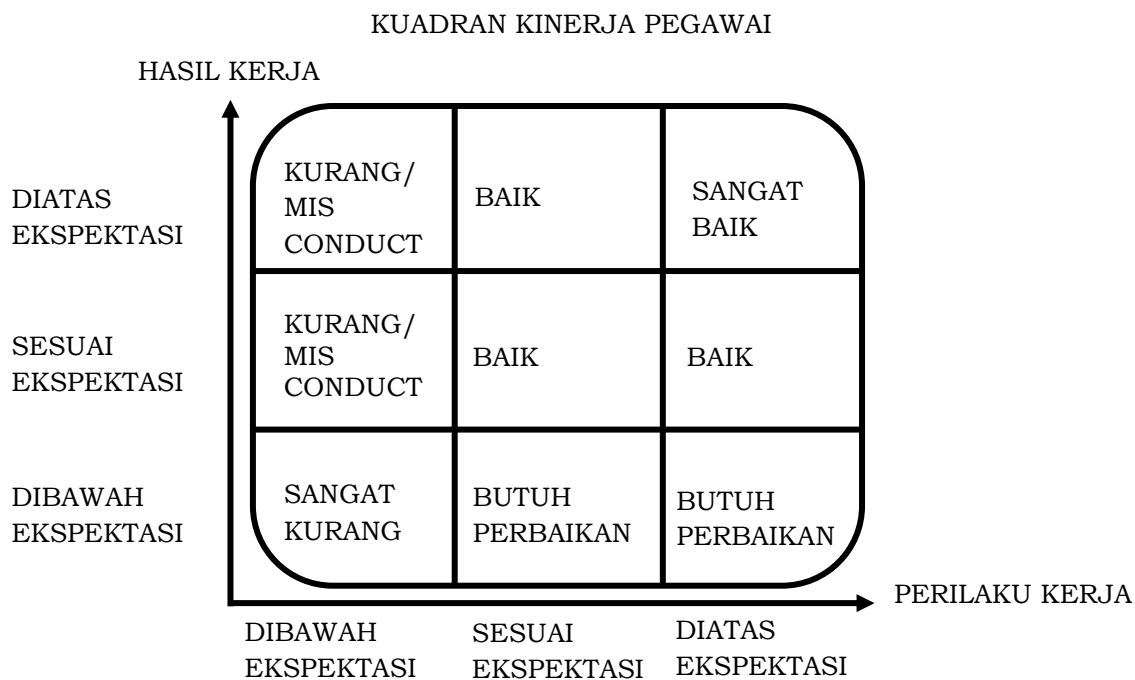 KUADRAN KINERJA PEGAWAI
HASIL KERJA
DIATAS
EKSPEKTASI
KURANG/
MIS
CONDUCT
BAIK
SANGAT
BAIK
SESUAI
EKSPEKTASI
KURANG/
MIS
CONDUCT
BAIK
BAIK
DIBAWAH
EKSPEKTASI
SANGAT
KURANG
BUTUH
PERBAIKAN
BUTUH
PERBAIKAN
PERILAKU KERJA
DIBAWAH
EKSPEKTASI
SESUAI
EKSPEKTASI
DIATAS
EKSPEKTASI